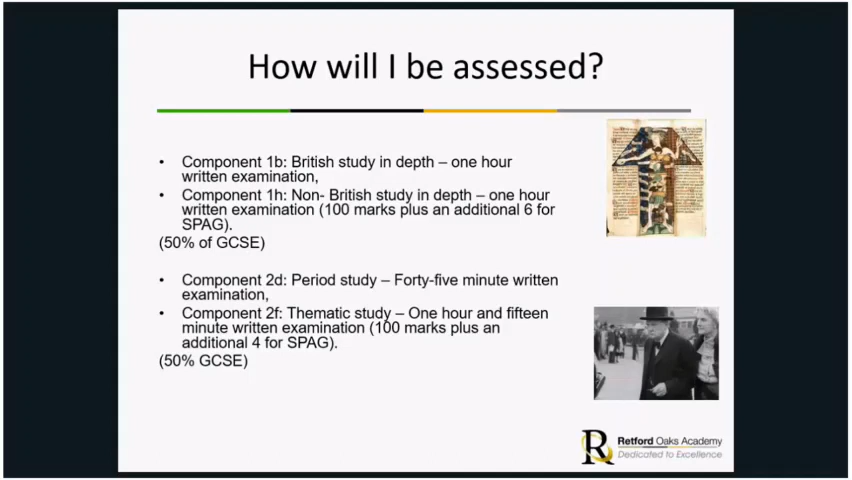 How will I be assessed?
• Component 1b: British study in depth – one hour
written examination,
• Component 1h: Non- British study in depth – one hour
written examination (100 marks plus an additional 6 for
SPAG).
(50% of GCSE)
• Component 2d: Period study – Forty-five minute written
examination,
• Component 2f: Thematic study – One hour and fifteen
minute written examination (100 marks plus an
additional 4 for SPAG).
(50% GCSE)
R
Retford Oaks Academy
Dedicated to Excellence